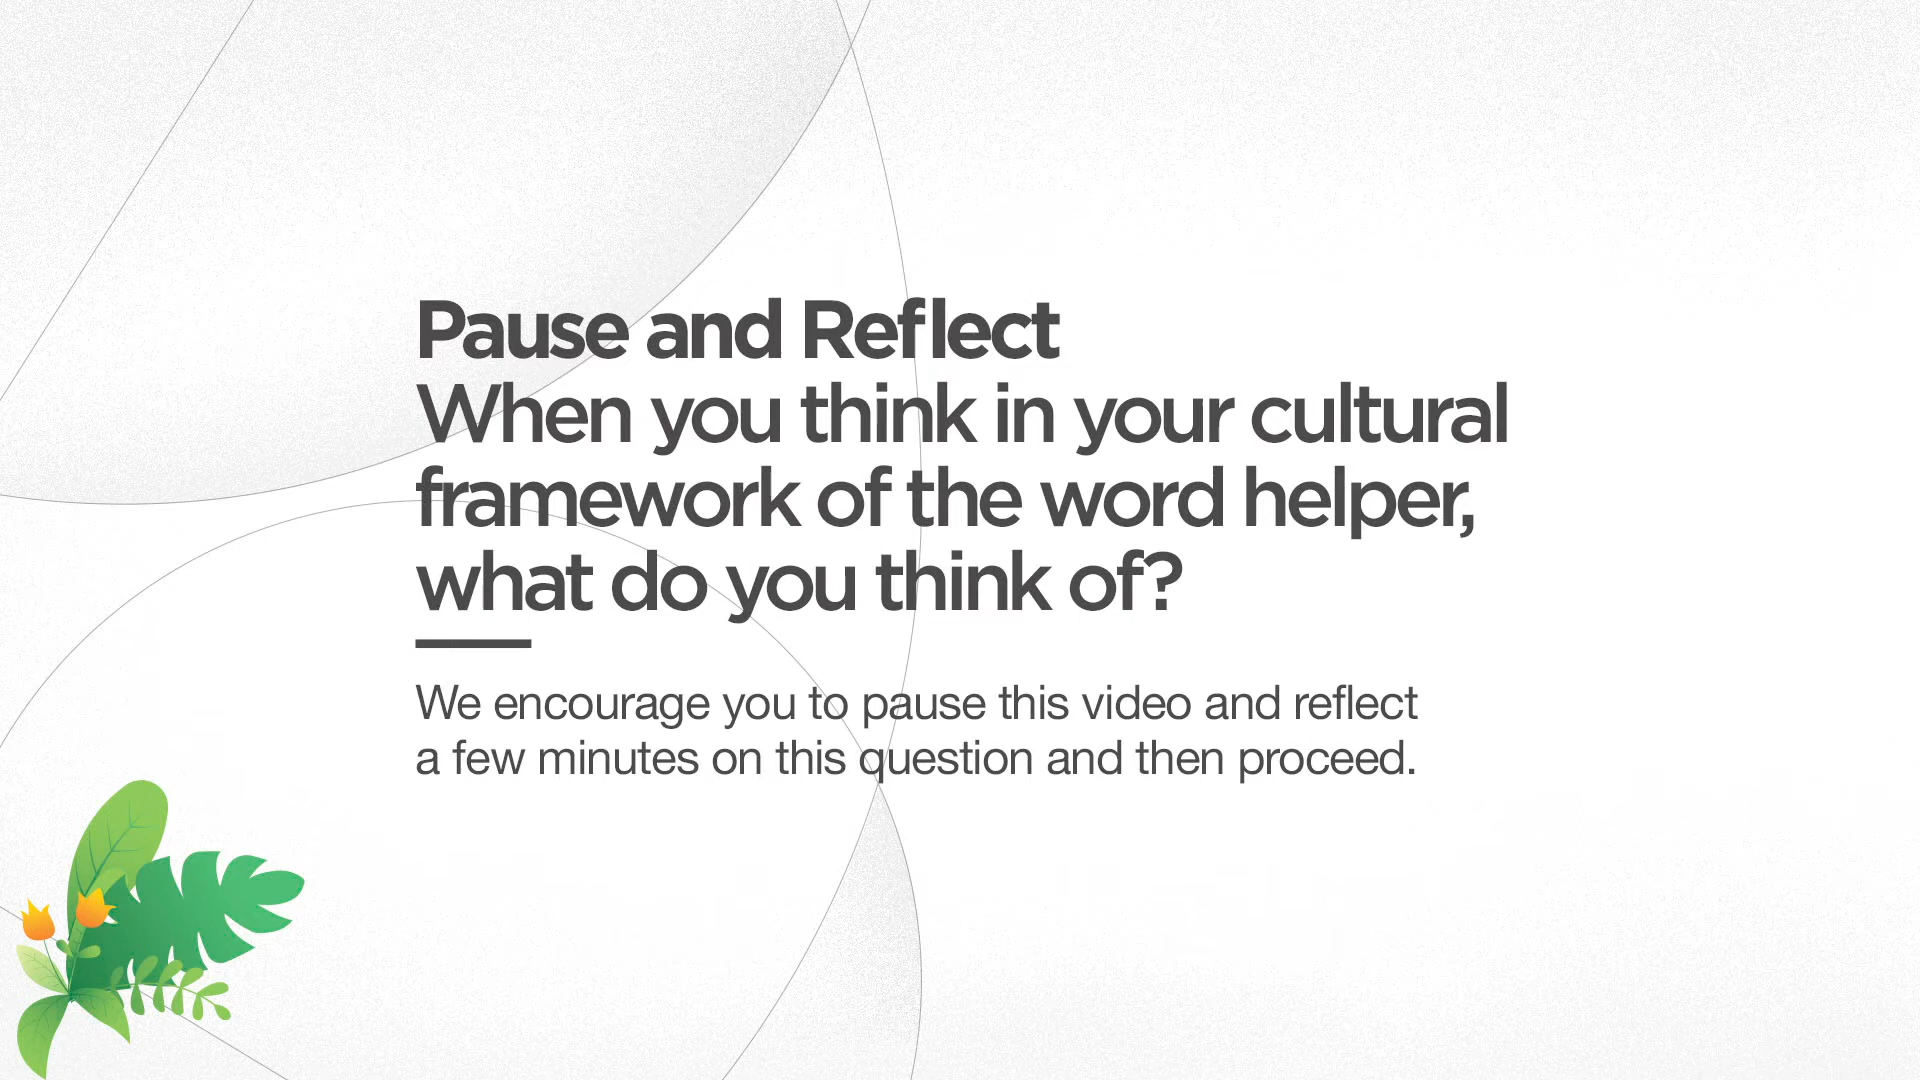 Pause and Reflect
When you think in your cultural
framework of the word helper,
what do you think of?
We encourage you to pause this video and reflect
a few minutes on this question and then proceed.